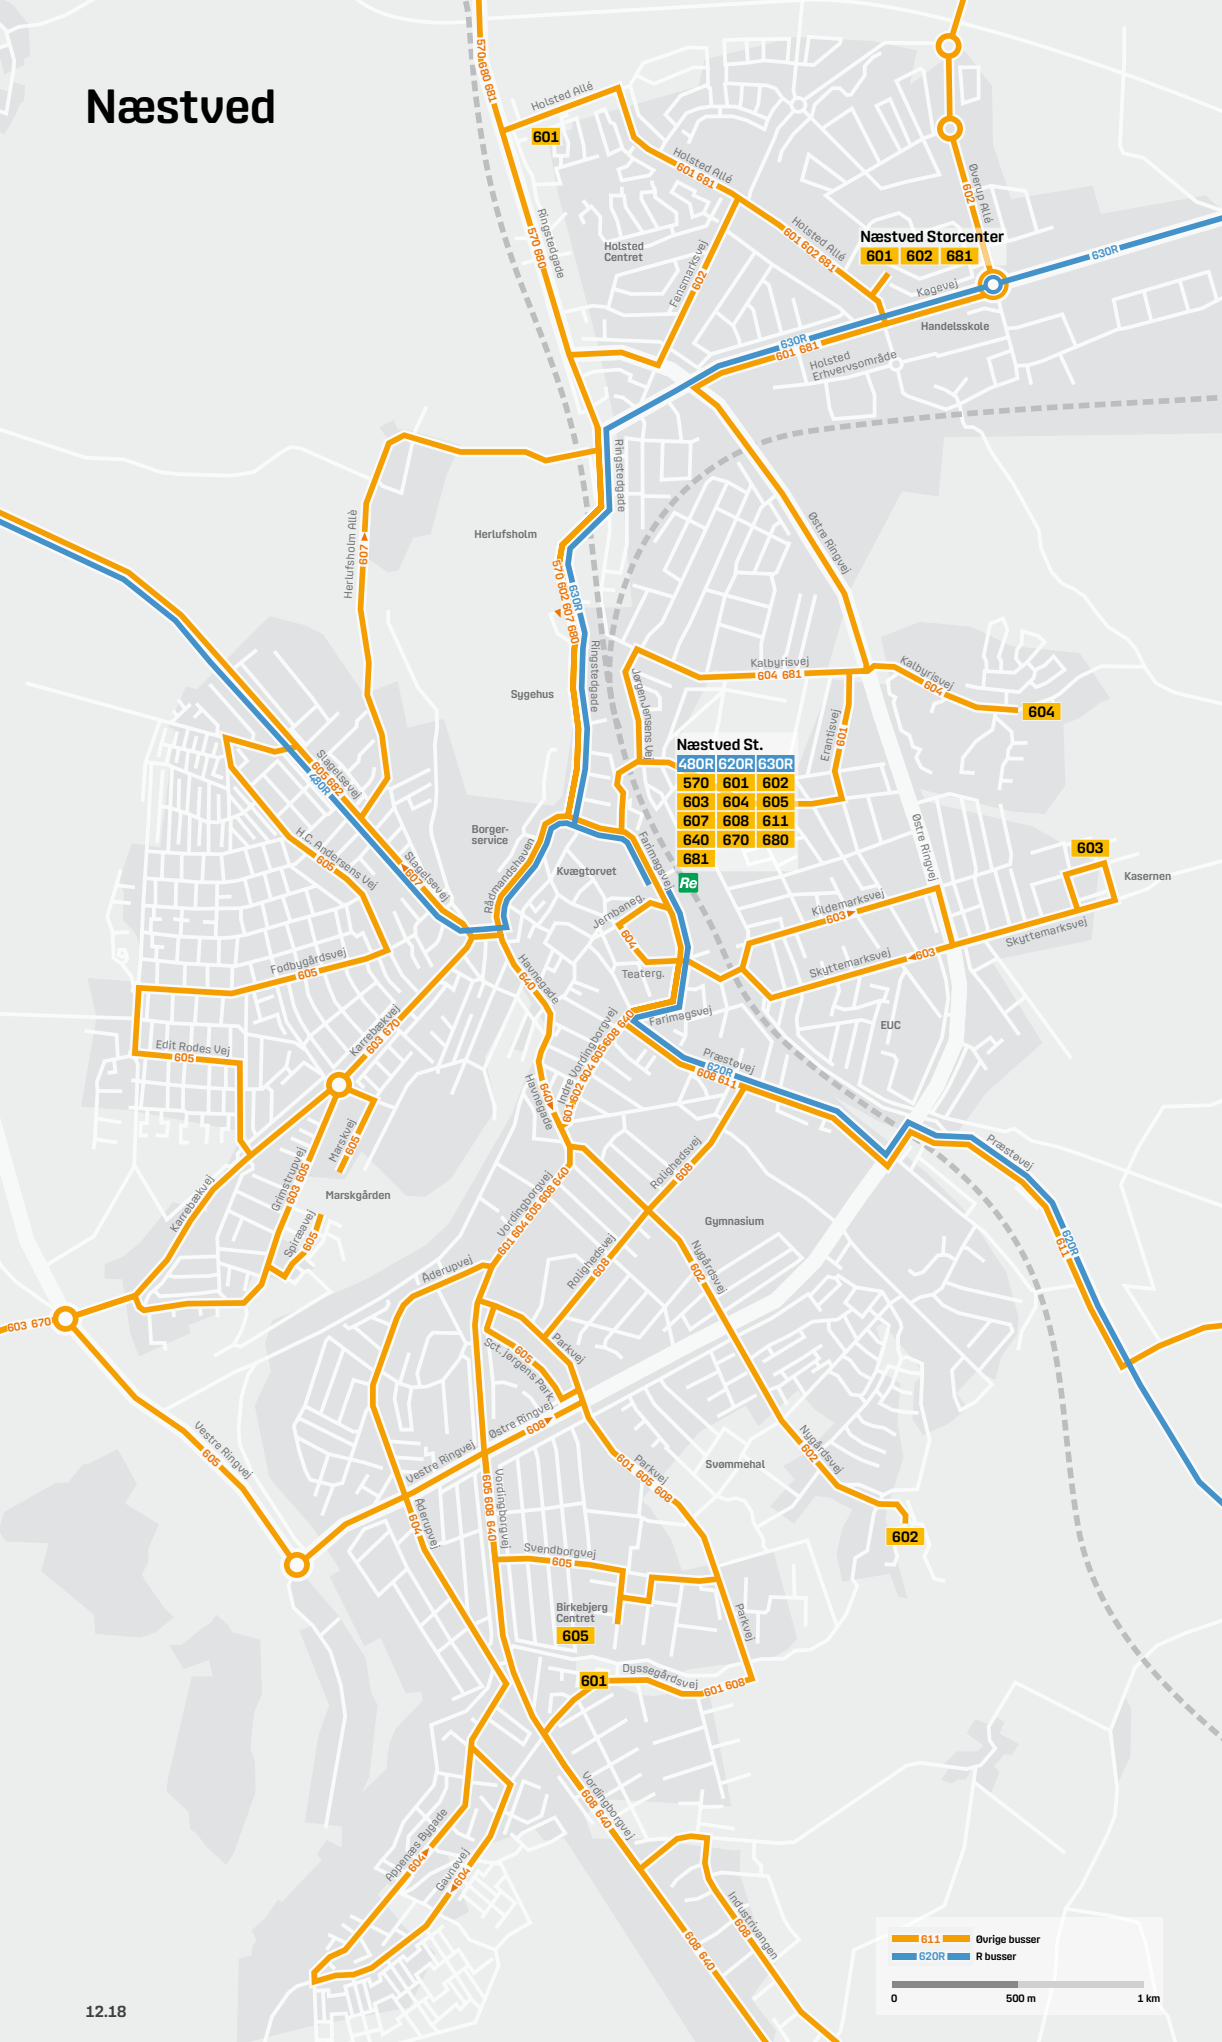 Næstved
570 680 681
Holsted Allé
601
Holsted Allé
601 681
Øverup Allé
602
Ringstedgade
570 680
Holsted
Centret
Fensmarksvej
602
Holsted Allé
601 602 681
Næstved Storcenter
601 602 681
Køgevej
630R
Handelsskole
630R
601 681
Holsted
Erhvervsområde
Ringstedgade
Herlufsholm
Herlufsholm Allè
607
570 602 607 680
630R
Østre Ringvej
Ringstedgade
Sygehus
Jørgen Jensens Vej
Kalbyrisvej
604 681
Kalbyrisvej
604
604
Erantisvej
601
Næstved St.
480R 620R 630R
570 601 602
603 604 605
607 608 611
640 670 680
681
Re
Slagelsevej
605 682
480R
H.C. Andersens Vej
605
Slagelsevej
607
Borger-
service
Rådmandshaven
Kvægtorvet
Farimagsvej
Østre Ringvej
603
Kasernen
Jernbaneg.
604
Teaterg.
Kildemarksvej
603
Skyttemarksvej
603
Skyttemarksvej
Fodbygårdsvej
605
Havnegade
640
Farimagsvej
EUC
Edit Rodes Vej
605
Karrebækvej
603 670
Indre Vordingborgvej
601 602 604 605 608 640
Præstøvej
620R
608 611
Havnegade
640
Marskvej
605
Præstøvej
Rolighedsvej
608
Grimstrupvej
603 605
Marskgården
Karrebækvej
Spiræavej
605
Vordingborgvej
601 604 605 608 640
Gymnasium
620R
611
Rolighedsvej
608
Nygårdsvej
602
Åderupvej
603 670
Sct. jørgens Park
605
Parkvej
Vestre Ringvej
605
Vestre Ringvej
Østre Ringvej
608
Parkvej
601 605 608
Svømmehal
Nygårdsvej
602
602
Åderupvej
604
Vordingborgvej
605 608 640
Svendborgvej
605
Birkebjerg
Centret
605
Parkvej
601
Dyssegårdsvej
601 608
Vordingborgvej
608 640
Appenæs Bygade
604
Gavnøvej
604
Industrivangen
608
608 640
611 Øvrige busser
620R R busser
0 500 m 1 km
12.18